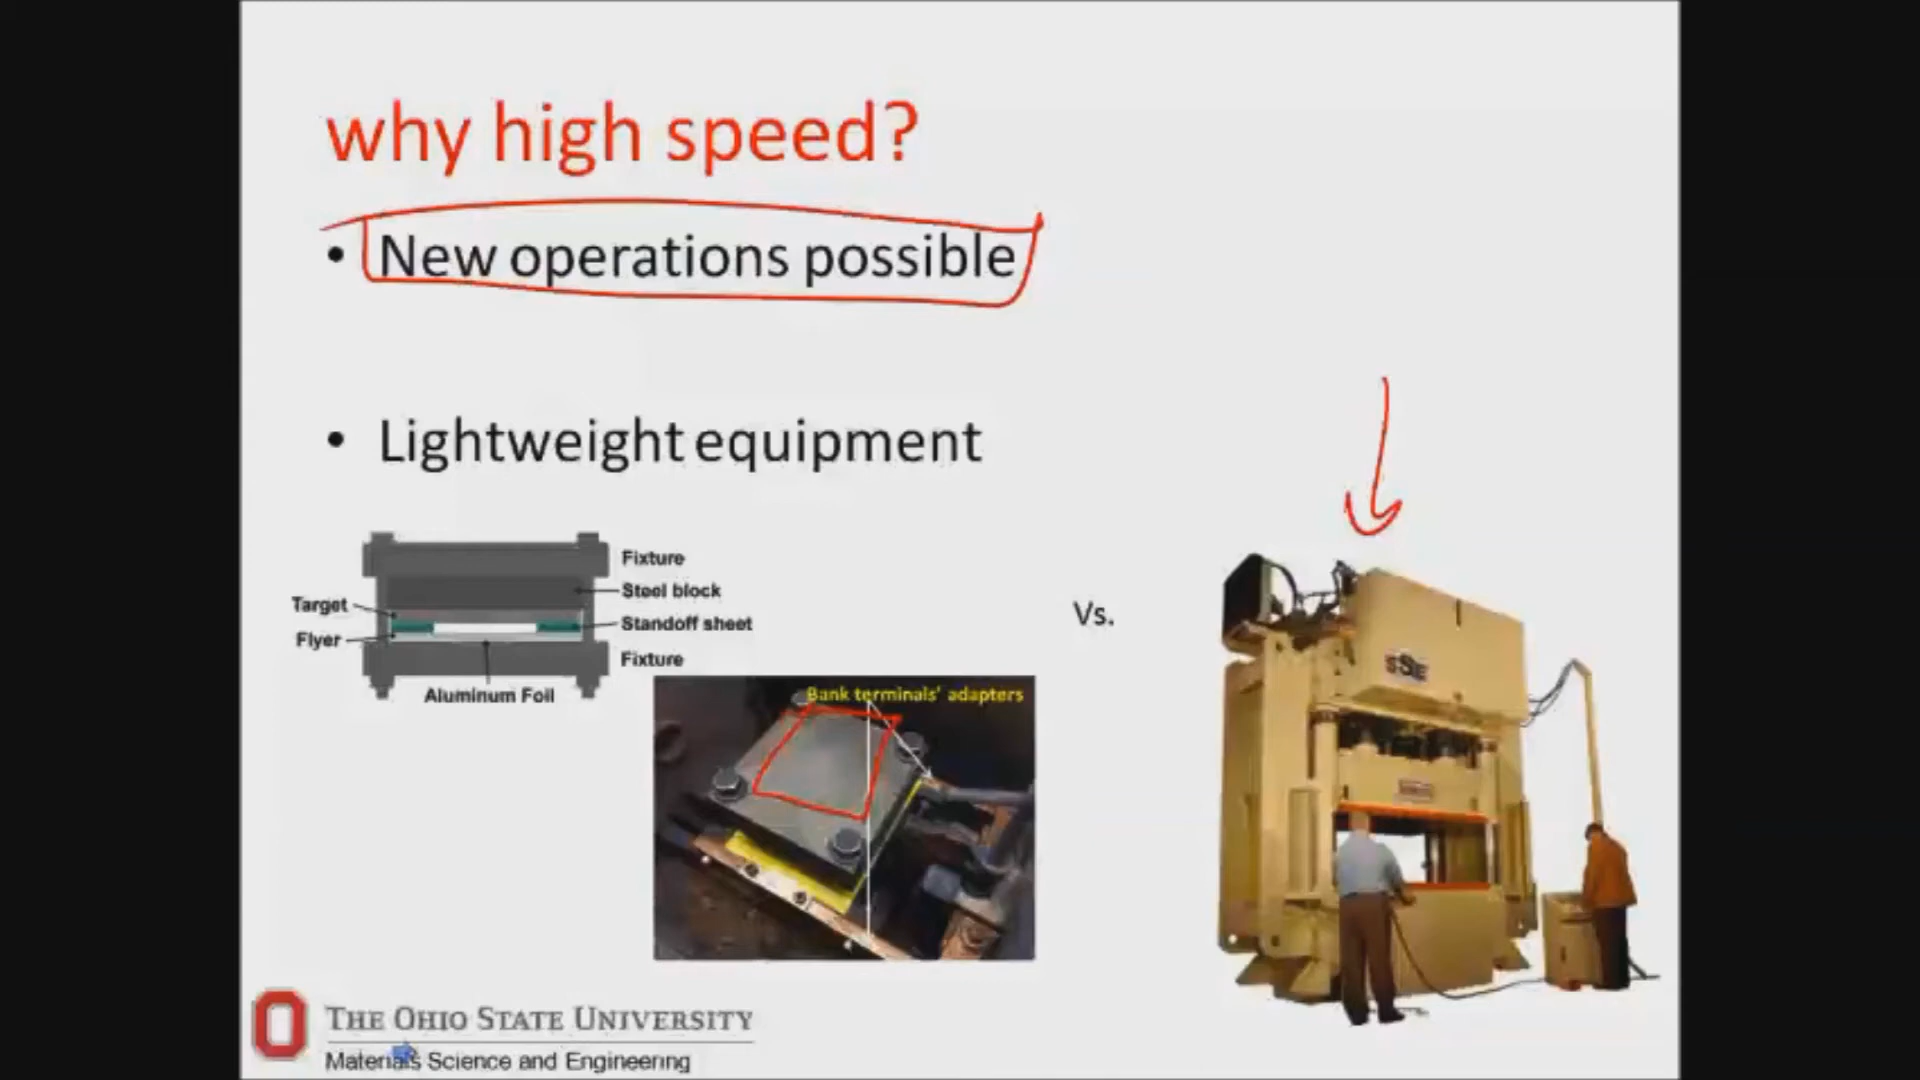 why high speed?
• New operations possible
• Lightweight equipment
Fixture
Steel block
Target
Standoff sheet
Flyer
Fixture
Aluminum Foil
Vs.
Bank terminals' adapters
SSE
THE OHIO STATE UNIVERSITY
Materials Science and Engineering